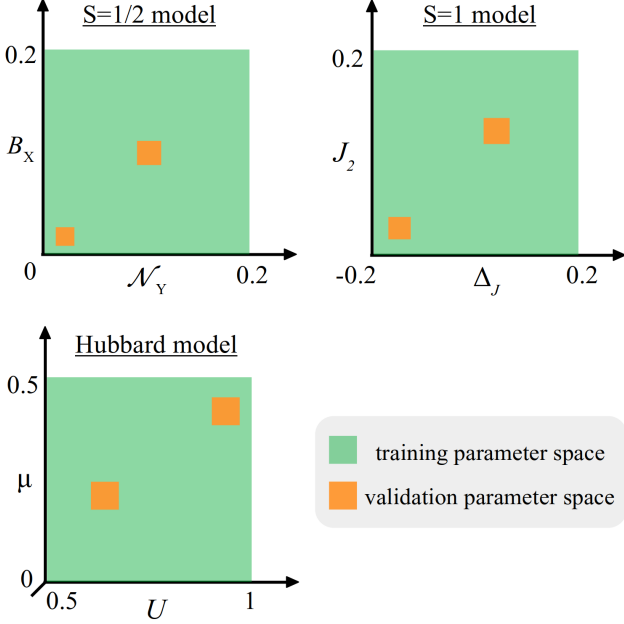 S=1/2 model
0.2
B_X
0
𝒩_Y
0.2
S=1 model
0.2
J_2
-0.2
Δ_J
0.2
Hubbard model
0.5
μ
0
0.5
U
1
training parameter space
validation parameter space